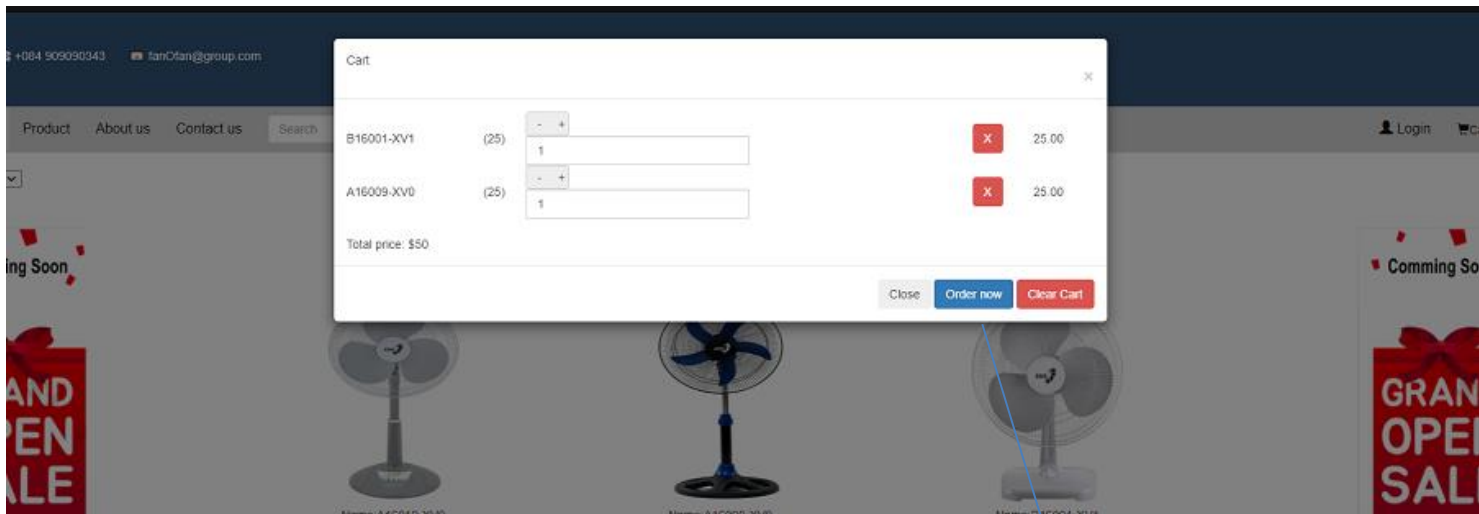 +084 909090343 fanOfan@group.com
Cart
×
Product About us Contact us Search
Login
B16001-XV1 (25) - + X 25.00
1
A16009-XV0 (25) - + X 25.00
1
Total price: $50
ing Soon
Comming So
Close Order now Clear Cart
AND
PEN
ALE
GRAN
OPE
SAL